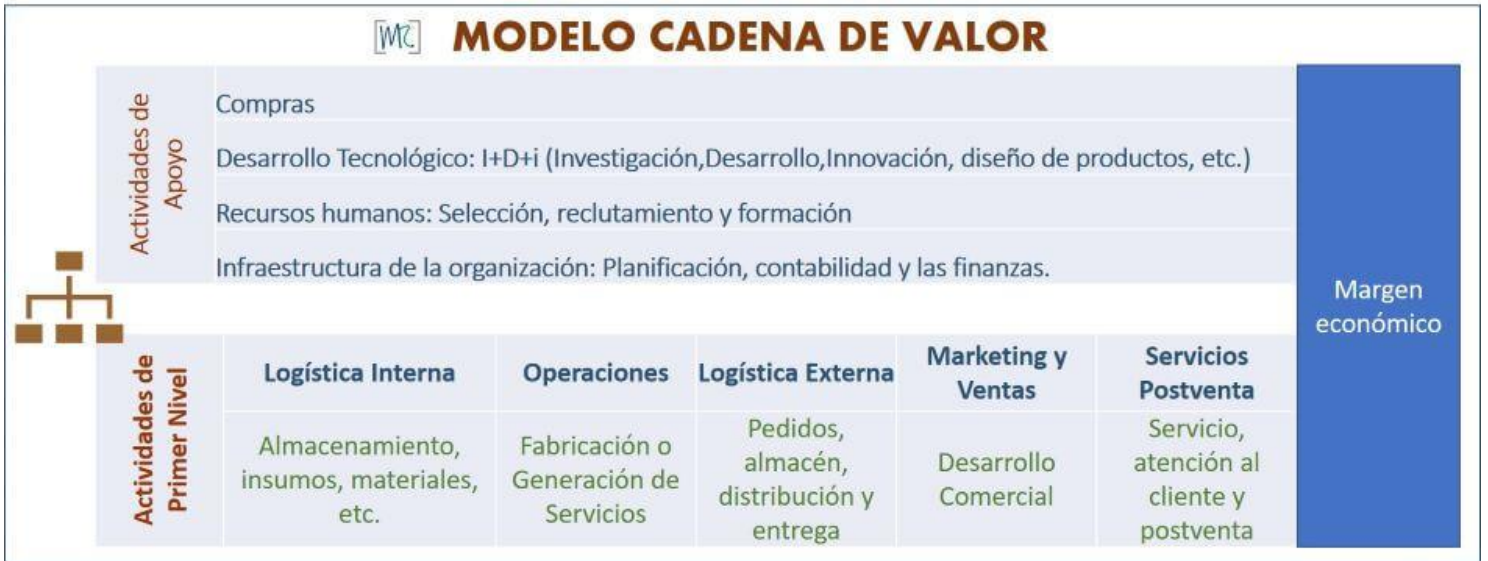 MC MODELO CADENA DE VALOR
Actividades de
Apoyo
Compras
Desarrollo Tecnológico: I+D+i (Investigación,Desarrollo,Innovación, diseño de productos, etc.)
Recursos humanos: Selección, reclutamiento y formación
Infraestructura de la organización: Planificación, contabilidad y las finanzas.
Margen
económico
Actividades de
Primer Nivel
Logística Interna
Almacenamiento,
insumos, materiales,
etc.
Operaciones
Fabricación o
Generación de
Servicios
Logística Externa
Pedidos,
almacén,
distribución y
entrega
Marketing y
Ventas
Desarrollo
Comercial
Servicios
Postventa
Servicio,
atención al
cliente y
postventa